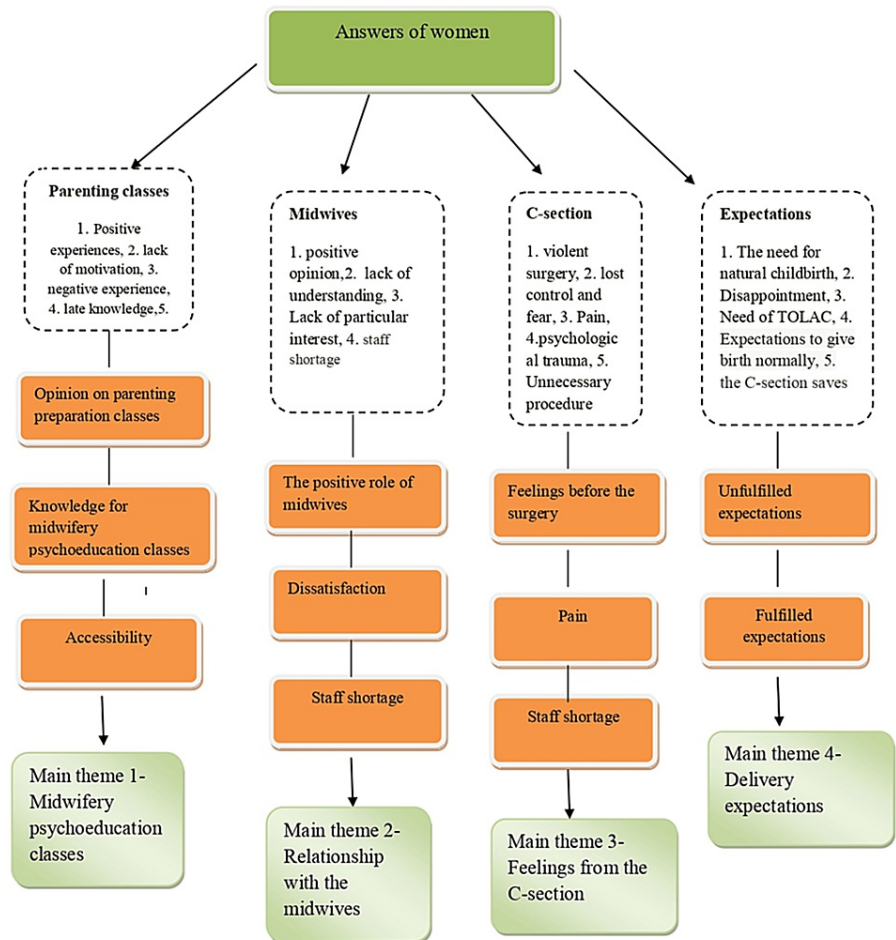 Answers of women
Parenting classes
1. Positive
experiences, 2. lack
of motivation, 3.
negative experience,
4. late knowledge,5.
Opinion on parenting
preparation classes
Knowledge for
midwifery
psychoeducation classes
Accessibility
Main theme 1-
Midwifery
psychoeducation
classes
Midwives
1. positive
opinion,2. lack of
understanding, 3.
Lack of particular
interest, 4. staff
shortage
The positive role of
midwives
Dissatisfaction
Staff shortage
Main theme 2-
Relationship
with the
midwives
C-section
1. violent
surgery, 2. lost
control and
fear, 3. Pain,
4.psychologic
al trauma, 5.
Unnecessary
procedure
Feelings before the
surgery
Pain
Staff shortage
Main theme 3-
Feelings from the
C-section
Expectations
1. The need for
natural childbirth, 2.
Disappointment, 3.
Need of TOLAC, 4.
Expectations to give
birth normally, 5.
the C-section saves
Unfulfilled
expectations
Fulfilled
expectations
Main theme 4-
Delivery
expectations